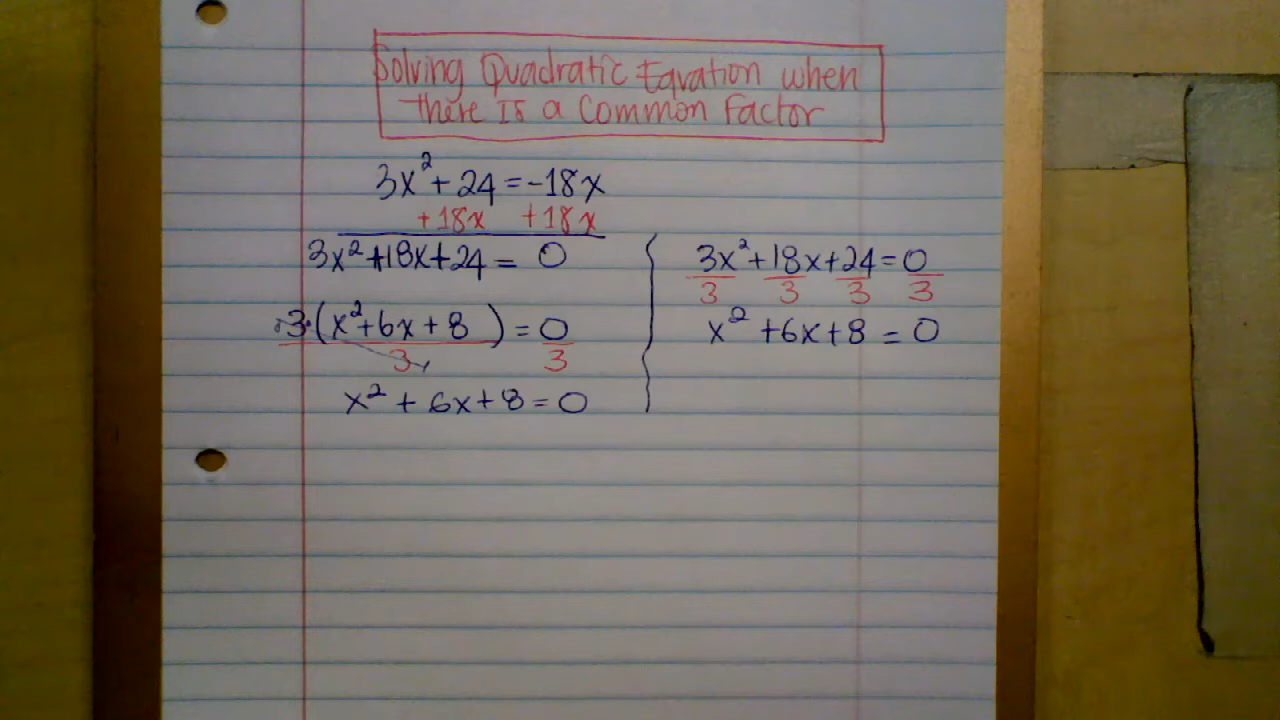 Solving Quadratic Equation when
there Is a Common Factor
3x²+24=-18x
+18x +18x
3x²+18x+24 = 0
3(x²+6x+8) = 0
3 3
x²+6x+8=0
3x²+18x+24=0
3 3 3 3
x²+6x+8=0